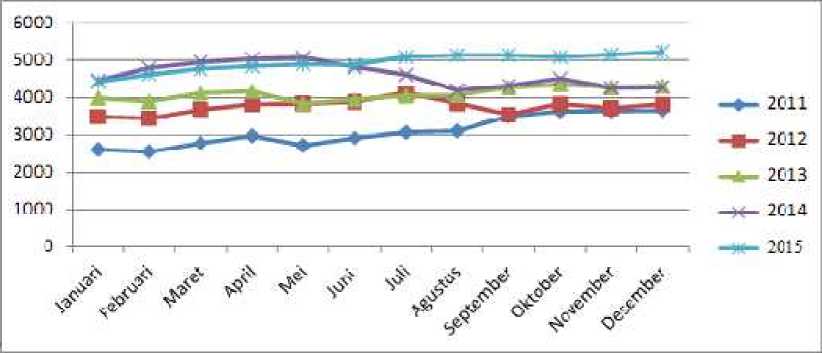 6000
5000
4000
3000
2000
1000
0
Januari
Februari
Maret
April
Mei
Juni
Juli
Agustus
September
Oktober
November
Desember
2011
2012
2013
2014
2015